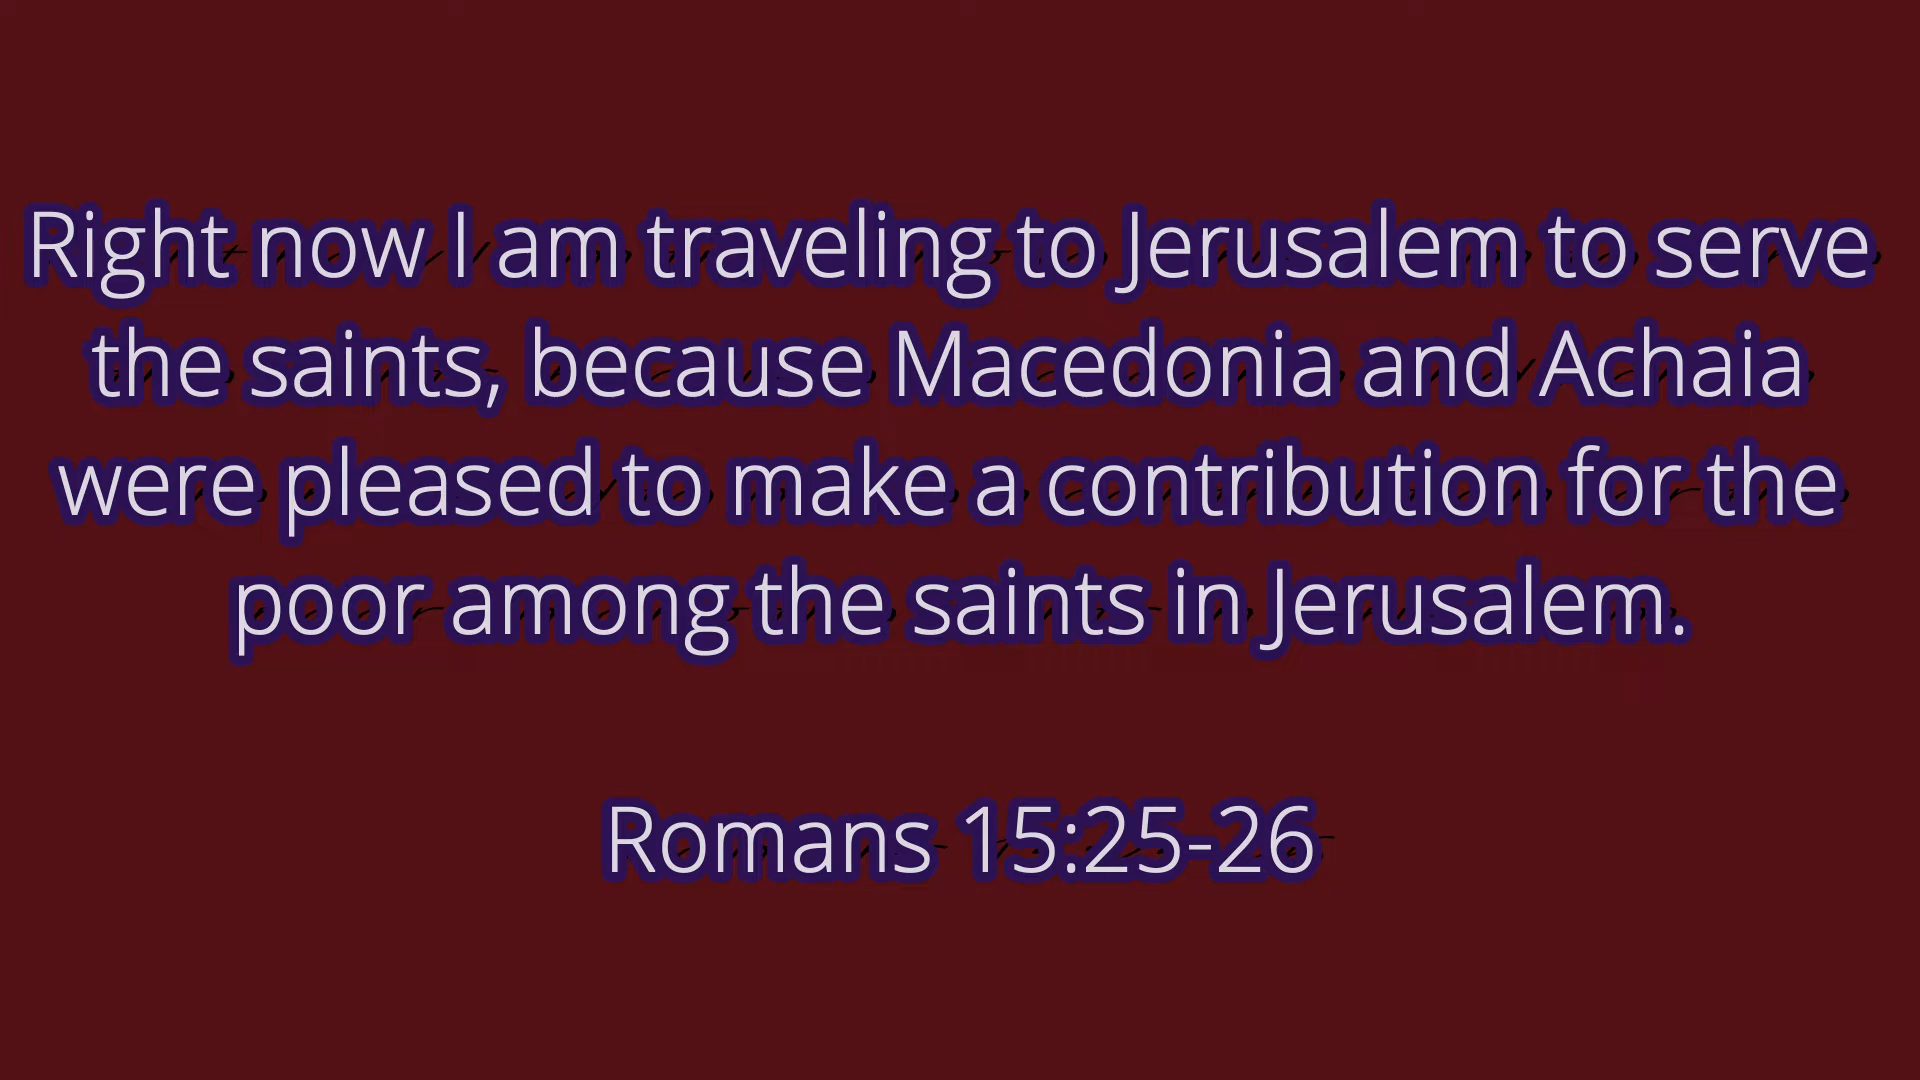 Right now I am traveling to Jerusalem to serve
the saints, because Macedonia and Achaia
were pleased to make a contribution for the
poor among the saints in Jerusalem.
Romans 15:25-26